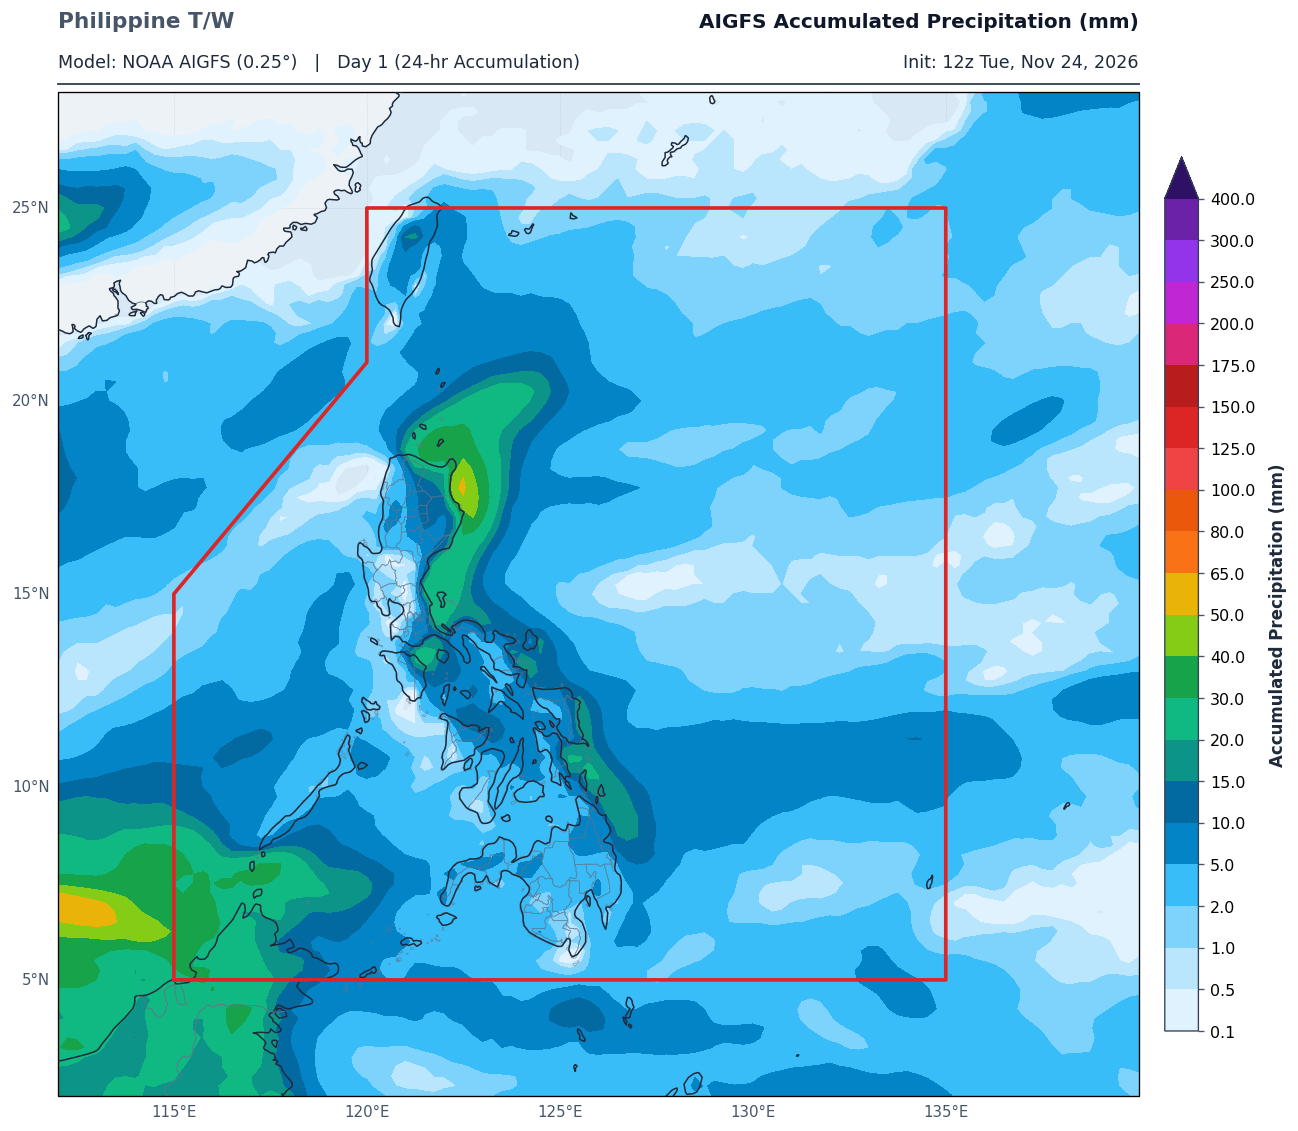 Philippine T/W
AIGFS Accumulated Precipitation (mm)
Model: NOAA AIGFS (0.25°)   |   Day 1 (24-hr Accumulation)
Init: 12z Tue, Nov 24, 2026
25°N
20°N
15°N
10°N
5°N
115°E
120°E
125°E
130°E
135°E
400.0
300.0
250.0
200.0
175.0
150.0
125.0
100.0
80.0
65.0
50.0
40.0
30.0
20.0
15.0
10.0
5.0
2.0
1.0
0.5
0.1
Accumulated Precipitation (mm)